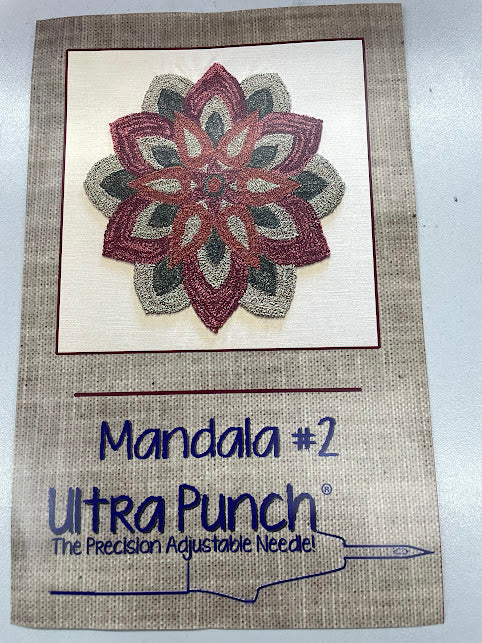 Mandala #2
Ultra Punch®
The Precision Adjustable Needle!